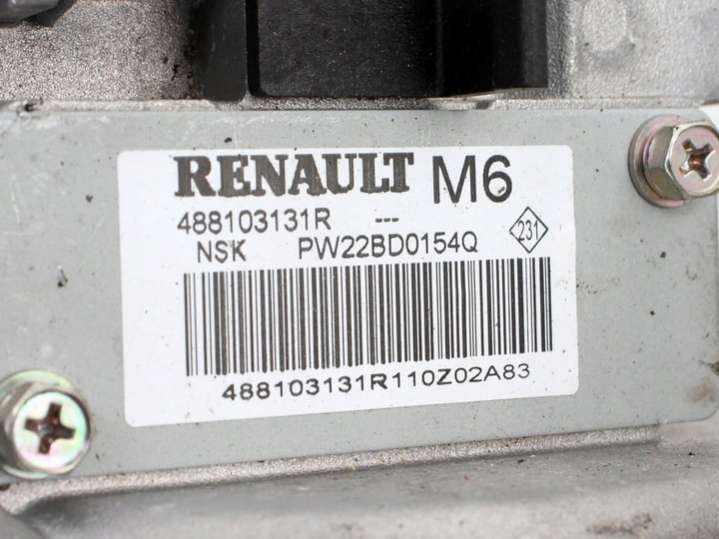 RENAULT M6
488103131R ---
NSK PW22BD0154Q 231
488103131R110Z02A83